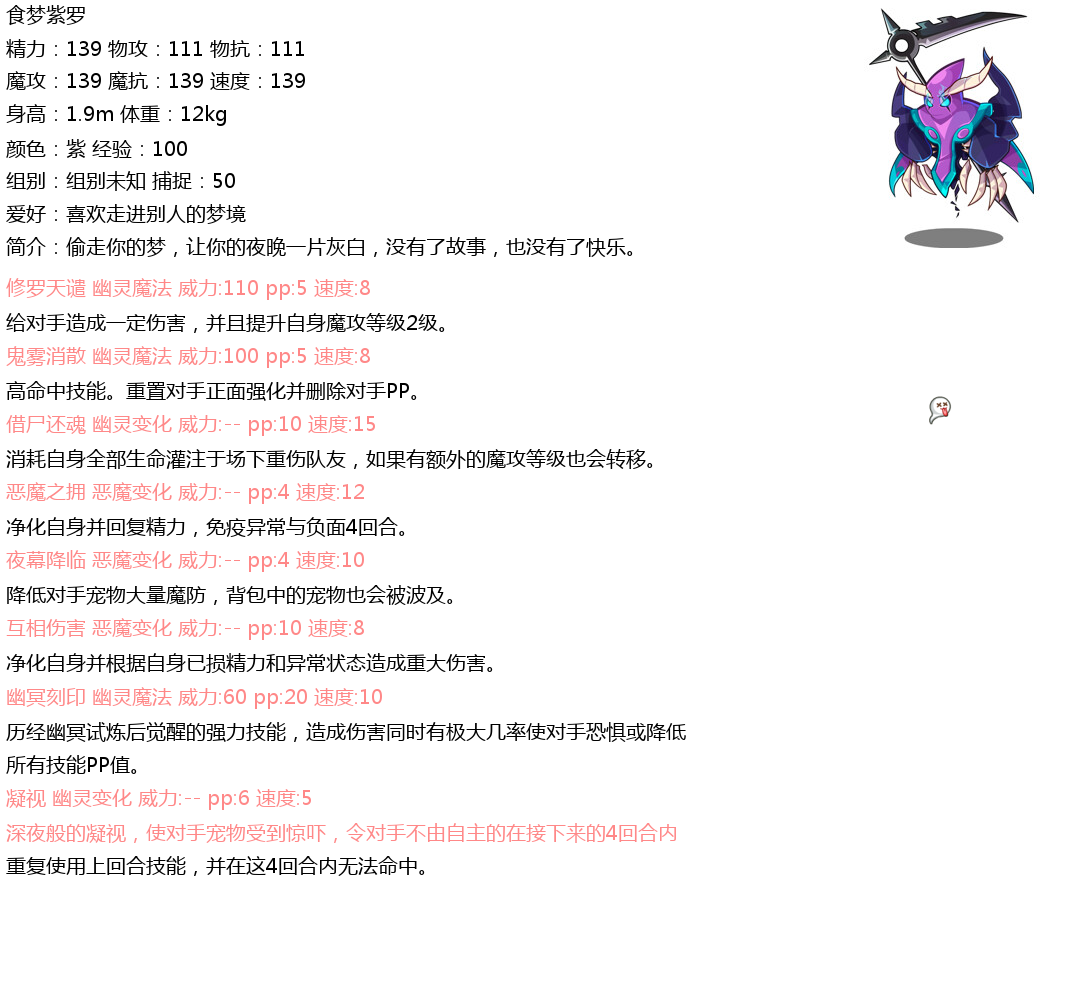 食梦紫罗
精力：139 物攻：111 物抗：111
魔攻：139 魔抗：139 速度：139
身高：1.9m 体重：12kg
颜色：紫 经验：100
组别：组别未知 捕捉：50
爱好：喜欢走进别人的梦境
简介：偷走你的梦，让你的夜晚一片灰白，没有了故事，也没有了快乐。
修罗天谴 幽灵魔法 威力:110 pp:5 速度:8
给对手造成一定伤害，并且提升自身魔攻等级2级。
鬼雾消散 幽灵魔法 威力:100 pp:5 速度:8
高命中技能。重置对手正面强化并删除对手PP。
借尸还魂 幽灵变化 威力:-- pp:10 速度:15
消耗自身全部生命灌注于场下重伤队友，如果有额外的魔攻等级也会转移。
恶魔之拥 恶魔变化 威力:-- pp:4 速度:12
净化自身并回复精力，免疫异常与负面4回合。
夜幕降临 恶魔变化 威力:-- pp:4 速度:10
降低对手宠物大量魔防，背包中的宠物也会被波及。
互相伤害 恶魔变化 威力:-- pp:10 速度:8
净化自身并根据自身已损精力和异常状态造成重大伤害。
幽冥刻印 幽灵魔法 威力:60 pp:20 速度:10
历经幽冥试炼后觉醒的强力技能，造成伤害同时有极大几率使对手恐惧或降低
所有技能PP值。
凝视 幽灵变化 威力:-- pp:6 速度:5
深夜般的凝视，使对手宠物受到惊吓，令对手不由自主的在接下来的4回合内
重复使用上回合技能，并在这4回合内无法命中。